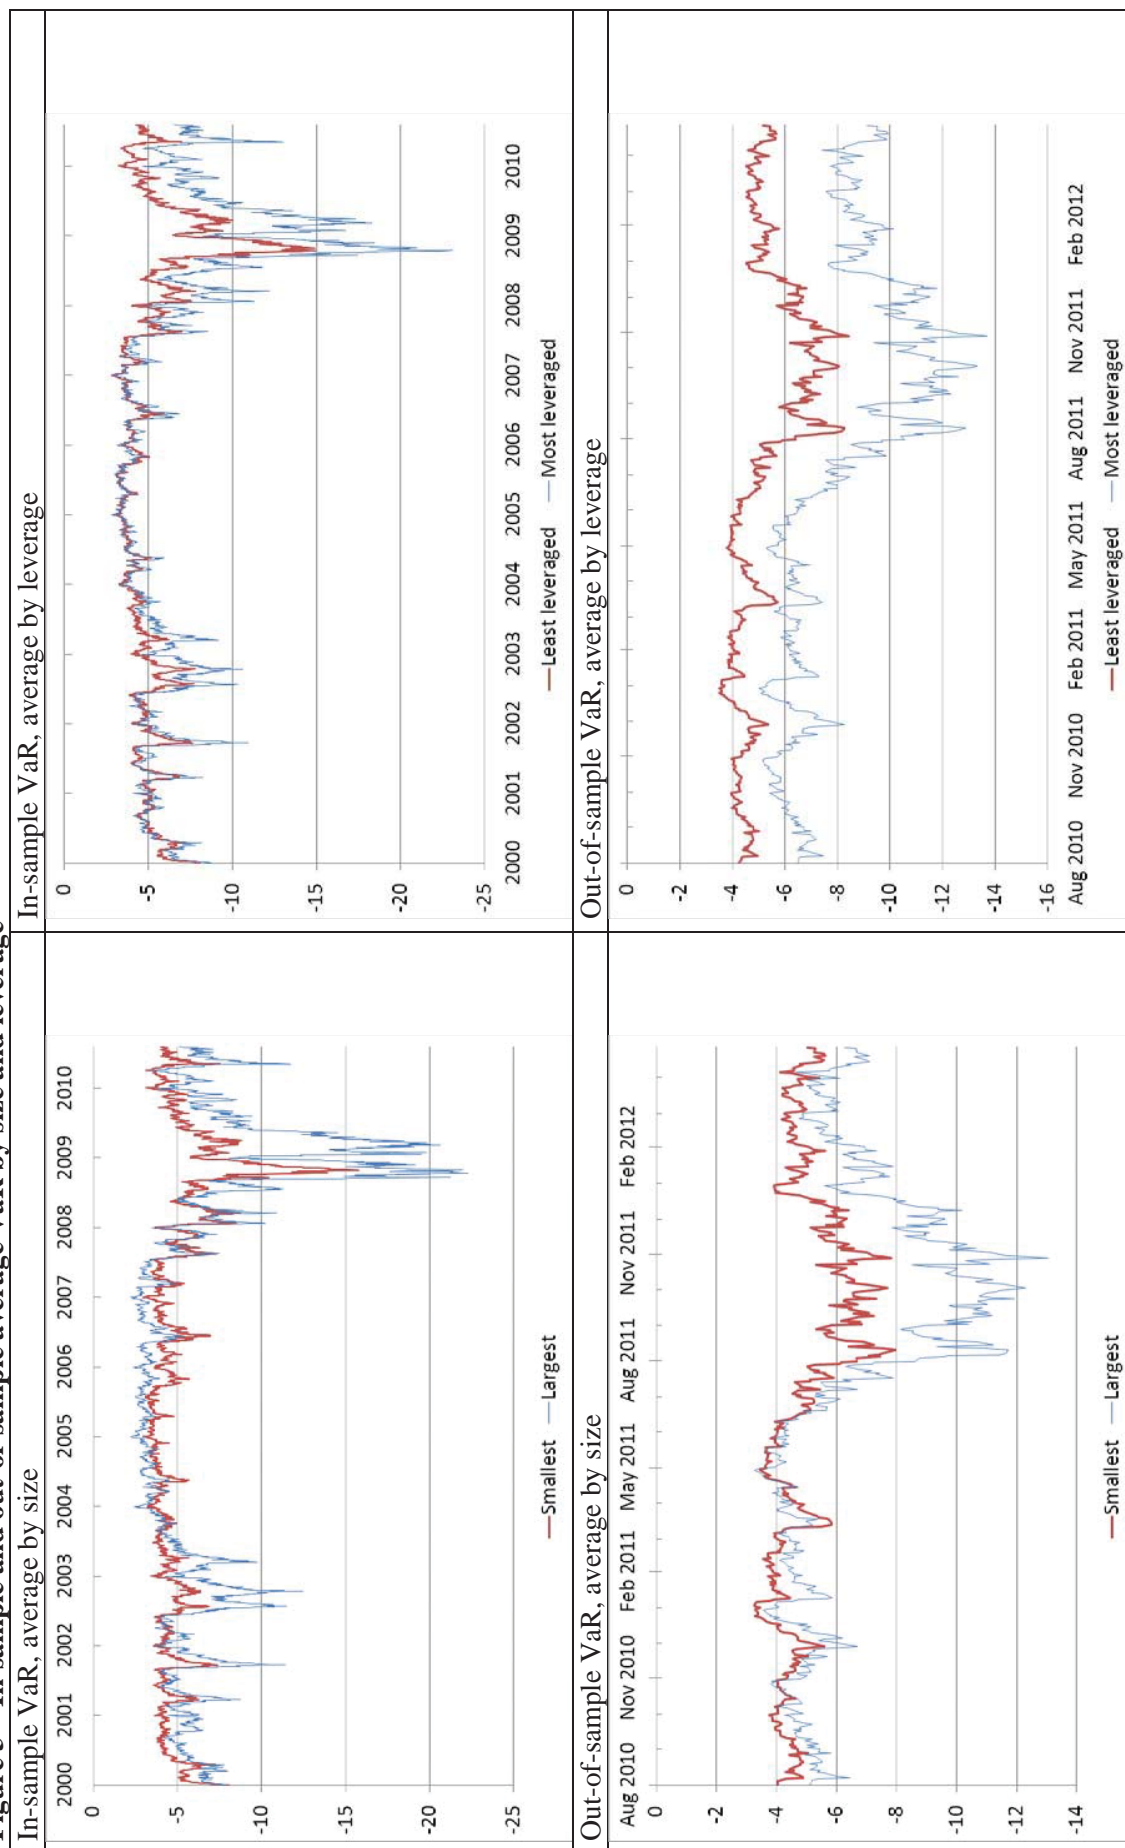 Figure In-sample and out-of-sample average VaR by size and leverage
In-sample VaR, average by size
2000 2001 2002 2003 2004 2005 2006 2007 2008 2009 2010
0
-5
-10
-15
-20
-25
Smallest Largest
In-sample VaR, average by leverage
0
-5
-10
-15
-20
-25
2000 2001 2002 2003 2004 2005 2006 2007 2008 2009 2010
Least leveraged Most leveraged
Out-of-sample VaR, average by size
Aug 2010 Nov 2010 Feb 2011 May 2011 Aug 2011 Nov 2011 Feb 2012
0
-2
-4
-6
-8
-10
-12
-14
Smallest Largest
Out-of-sample VaR, average by leverage
0
-2
-4
-6
-8
-10
-12
-14
-16
Aug 2010 Nov 2010 Feb 2011 May 2011 Aug 2011 Nov 2011 Feb 2012
Least leveraged Most leveraged